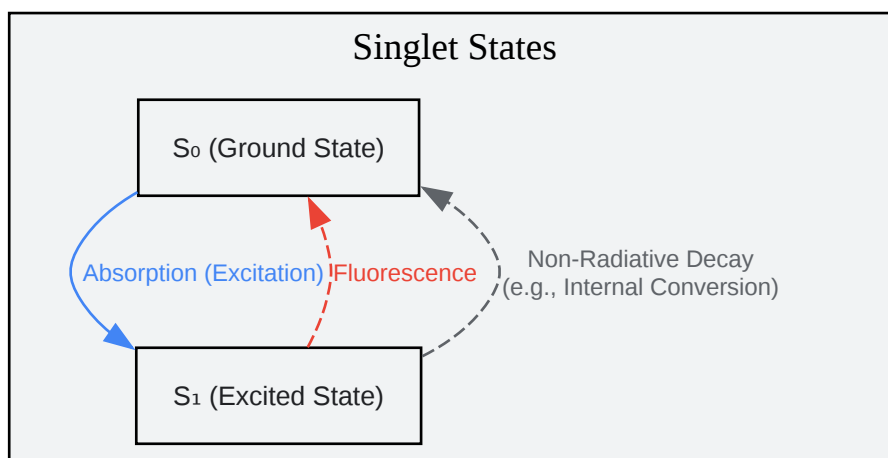 Singlet States
S₀ (Ground State)
Absorption (Excitation)
Fluorescence
Non-Radiative Decay
(e.g., Internal Conversion)
S₁ (Excited State)